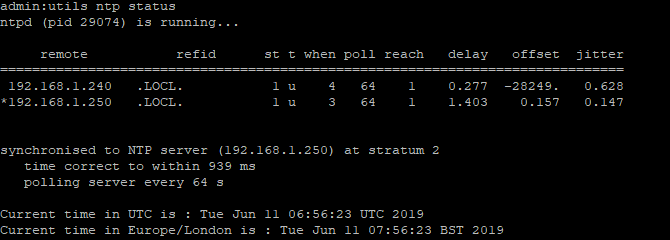 admin:utils ntp status
ntpd (pid 29074) is running...
remote refid st t when poll reach delay offset jitter
==============================================================================
192.168.1.240 .LOCL. 1 u 4 64 1 0.277 -28249. 0.628
*192.168.1.250 .LOCL. 1 u 3 64 1 1.403 0.157 0.147
synchronised to NTP server (192.168.1.250) at stratum 2
time correct to within 939 ms
polling server every 64 s
Current time in UTC is : Tue Jun 11 06:56:23 UTC 2019
Current time in Europe/London is : Tue Jun 11 07:56:23 BST 2019